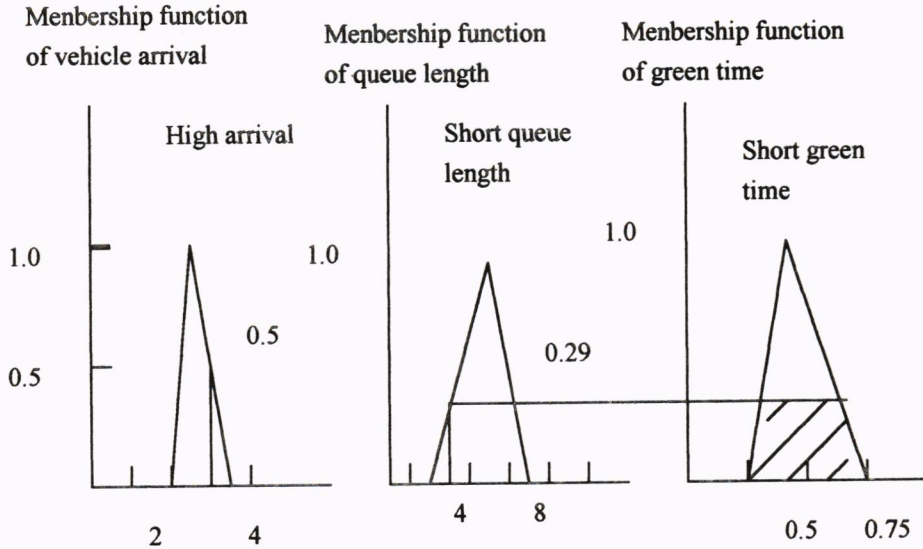 Menbership function
of vehicle arrival
Menbership function
of queue length
Menbership function
of green time
High arrival
Short queue
length
Short green
time
1.0
0.5
0.5
2
4
1.0
0.29
4
8
1.0
0.5
0.75